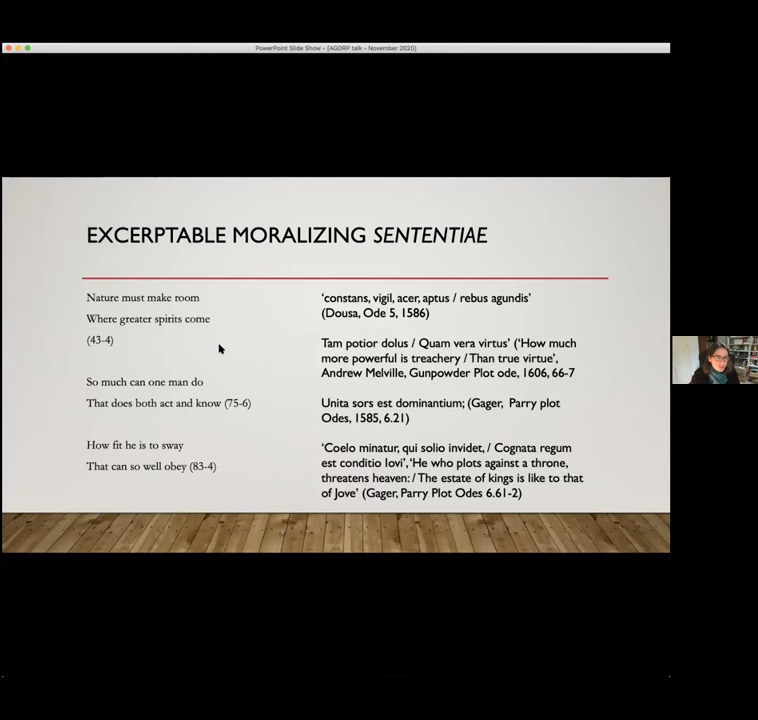 PowerPoint Slide Show - [AGDRP talk - November 2020]
EXCERPTABLE MORALIZING SENTENTIAE
Nature must make room
Where greater spirits come
(43-4)
So much can one man do
That does both act and know (75-6)
How fit he is to sway
That can so well obey (83-4)
‘constans, vigil, acer, aptus / rebus agundis’
(Dousa, Ode 5, 1586)
Tam potior dolus / Quam vera virtus’ (‘How much
more powerful is treachery / Than true virtue’,
Andrew Melville, Gunpowder Plot ode, 1606, 66-7
Unita sors est dominantium; (Gager, Parry plot
Odes, 1585, 6.21)
‘Coelo minatur, qui solio invidet, / Cognata regum
est conditio Iovi’, ‘He who plots against a throne,
threatens heaven: / The estate of kings is like to that
of Jove’ (Gager, Parry Plot Odes 6.61-2)